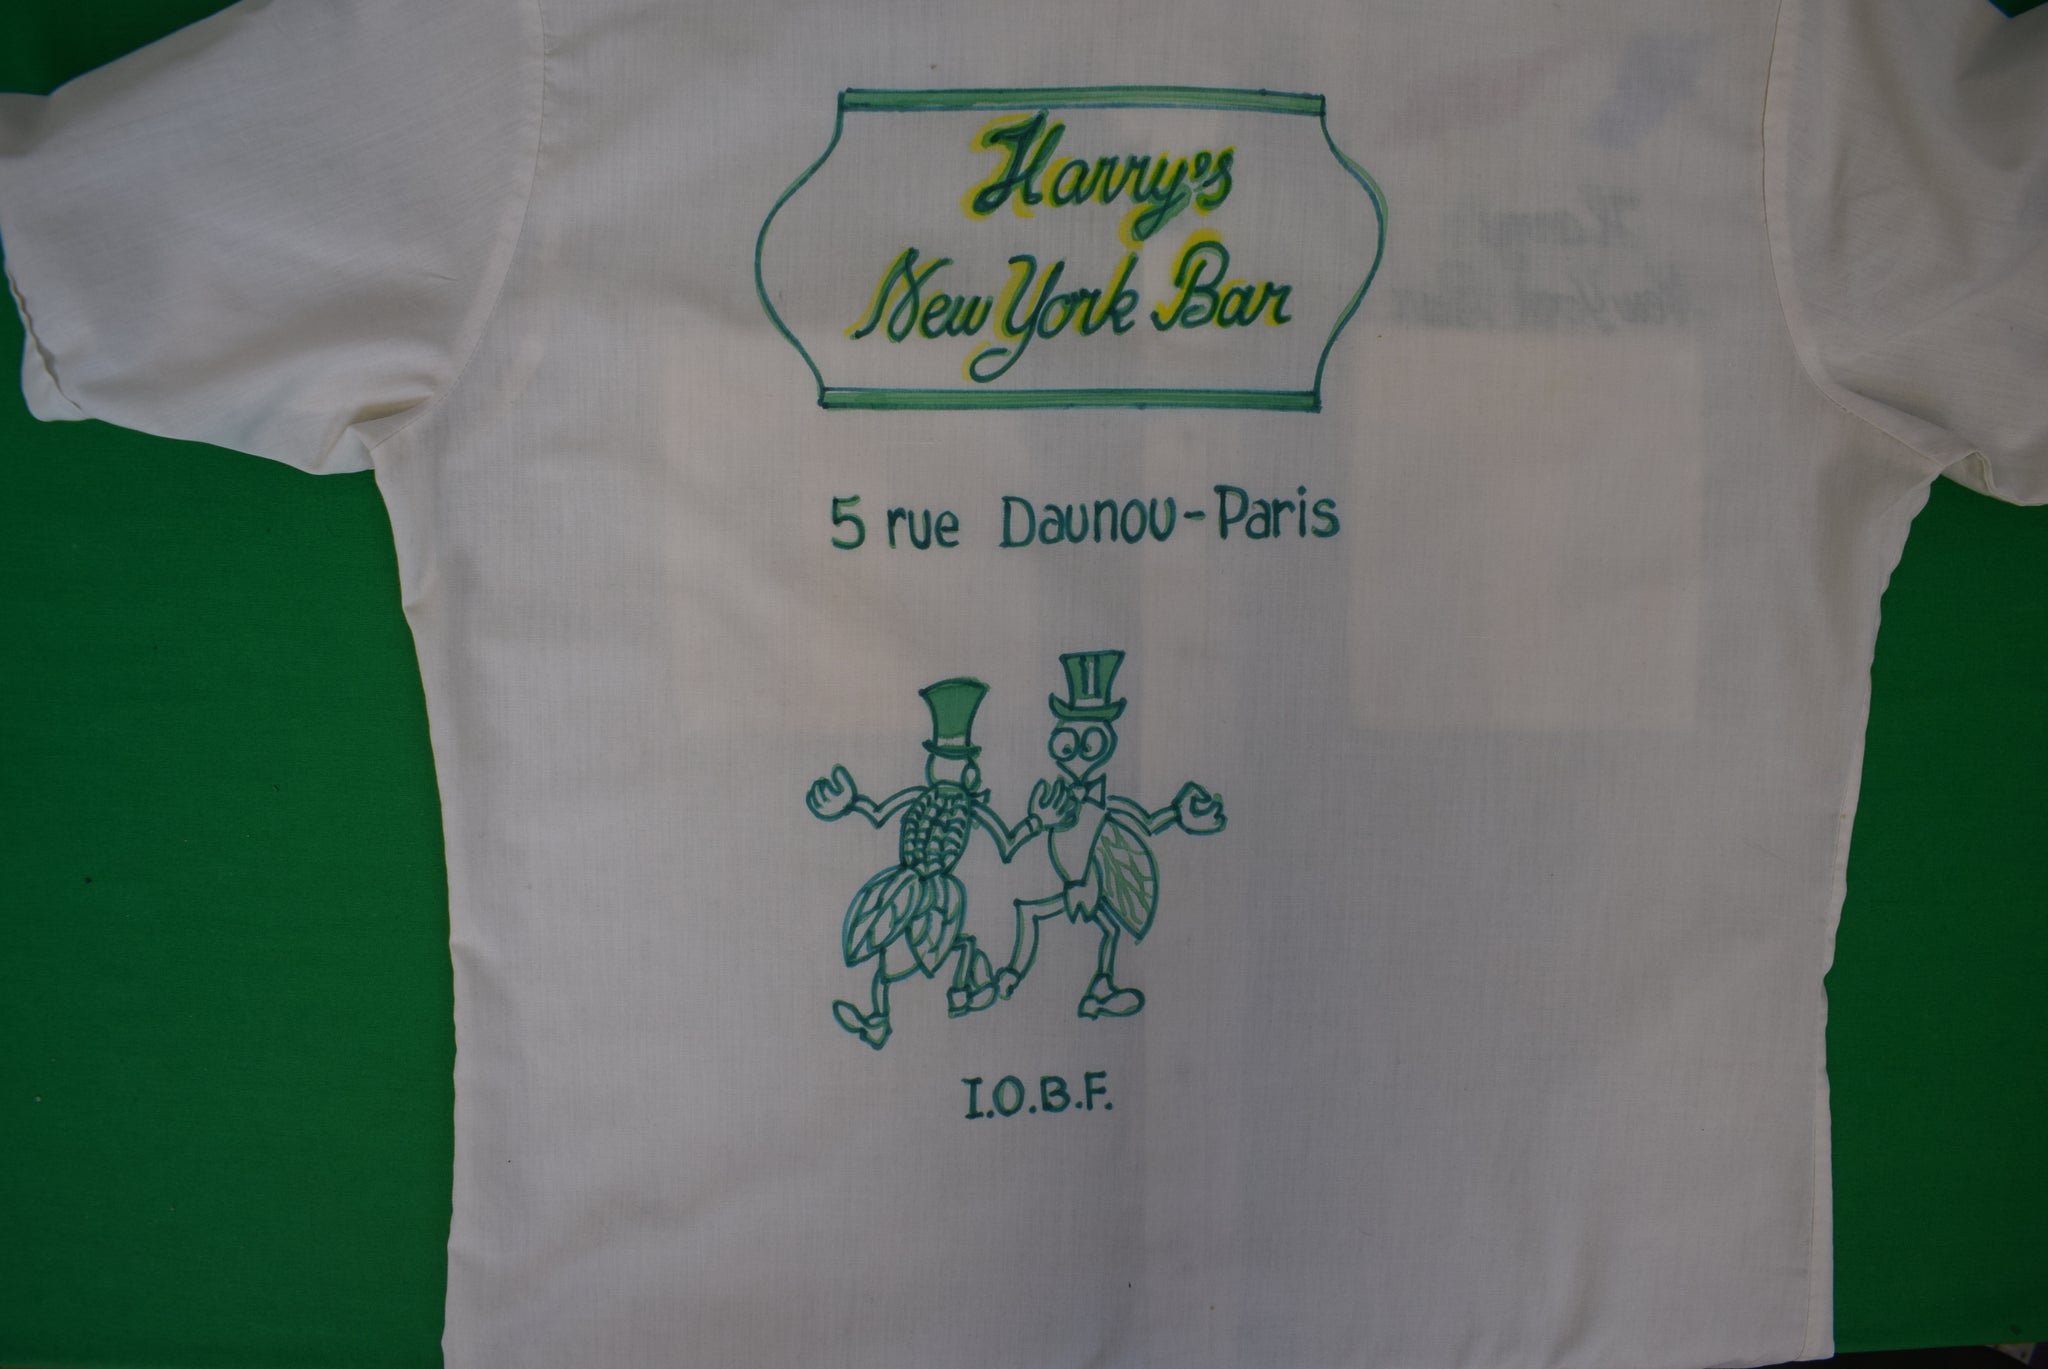 Harry's
New York Bar
5 rue Daunou-Paris
I.O.B.F.